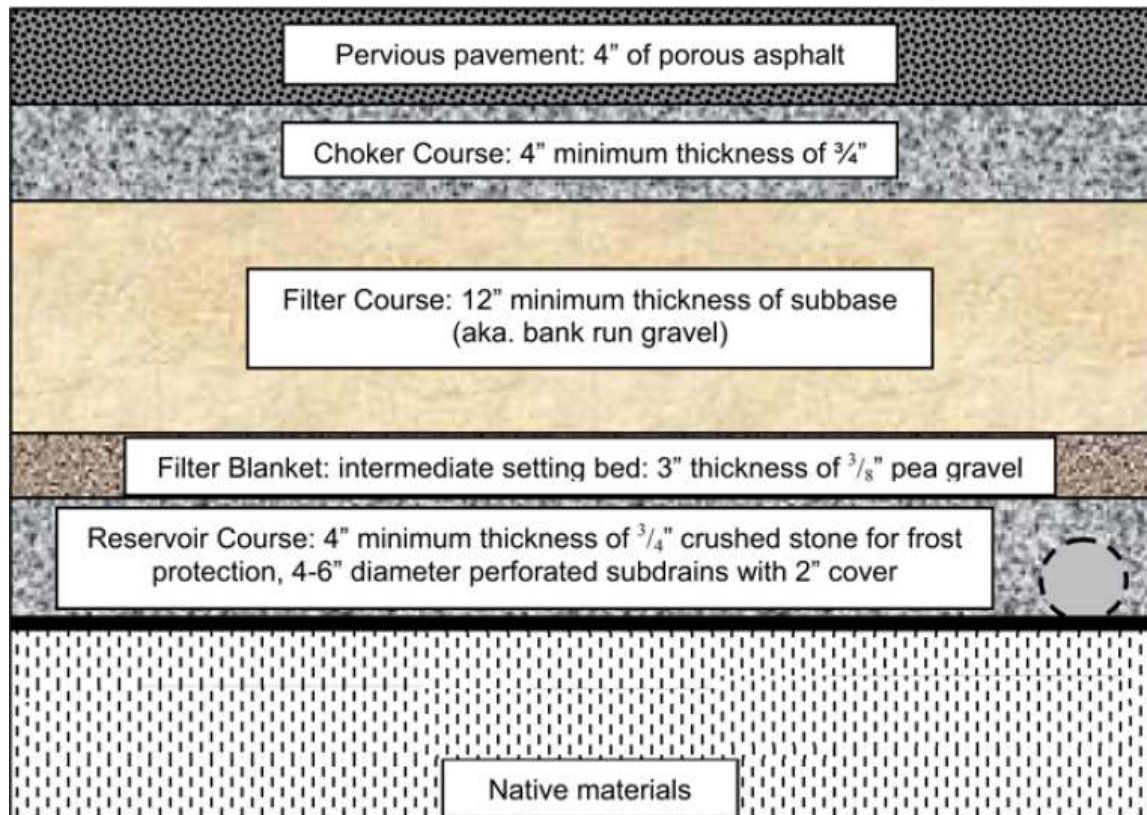 Pervious pavement: 4” of porous asphalt
Choker Course: 4” minimum thickness of ¾”
Filter Course: 12” minimum thickness of subbase
(aka. bank run gravel)
Filter Blanket: intermediate setting bed: 3” thickness of 3/8” pea gravel
Reservoir Course: 4” minimum thickness of 3/4” crushed stone for frost
protection, 4-6” diameter perforated subdrains with 2” cover
Native materials